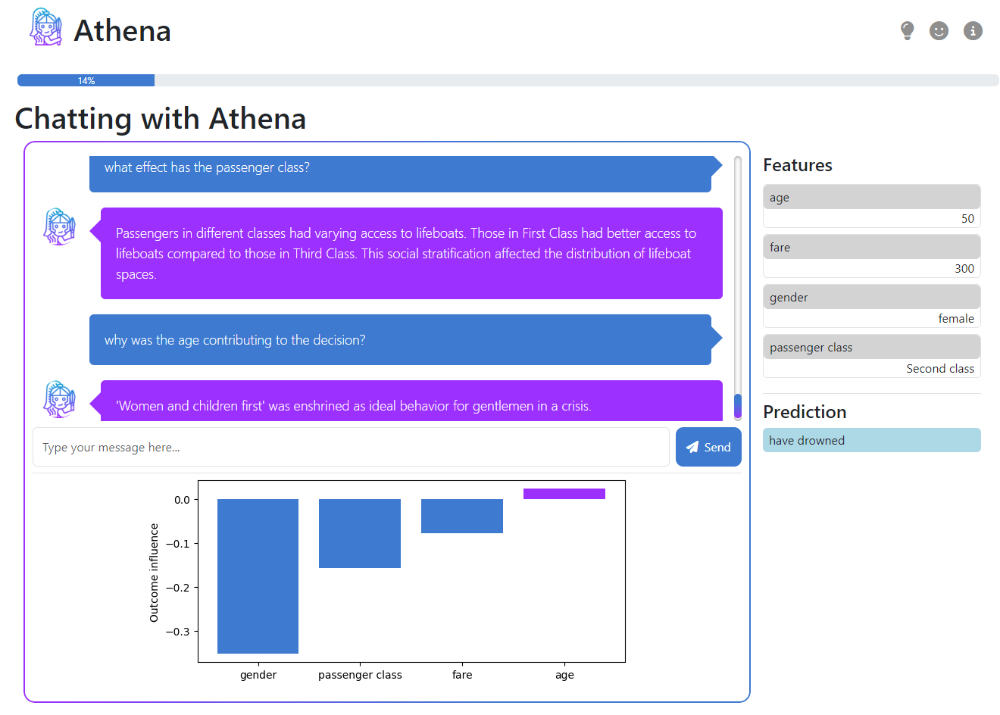 Athena
14%
Chatting with Athena
what effect has the passenger class?
Passengers in different classes had varying access to lifeboats. Those in First Class had better access to
lifeboats compared to those in Third Class. This social stratification affected the distribution of lifeboat
spaces.
why was the age contributing to the decision?
'Women and children first' was enshrined as ideal behavior for gentlemen in a crisis.
Type your message here...
Send
Outcome influence
0.0
−0.1
−0.2
−0.3
gender
passenger class
fare
age
Features
age
50
fare
300
gender
female
passenger class
Second class
Prediction
have drowned